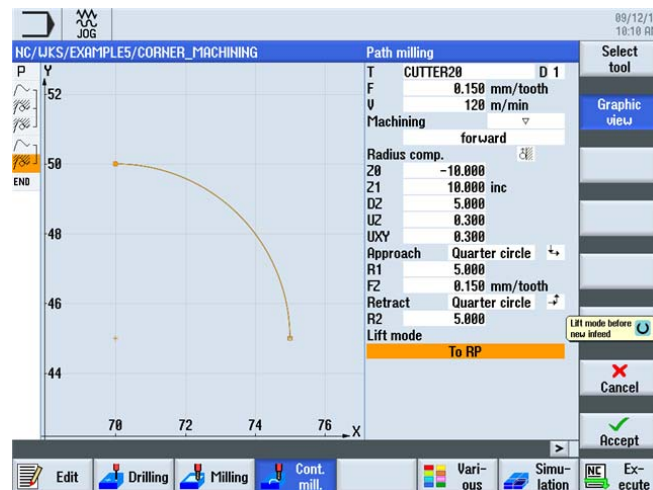 JOG
09/12/1
10:10 A
NC/WKS/EXAMPLE5/CORNER_MACHINING
Path milling
Select
tool
P
Y
T CUTTER20 D 1
F 0.150 mm/tooth
V 120 m/min
Machining ▽
forward
Radius comp.
Z0 -10.000
Z1 10.000 inc
DZ 5.000
UZ 0.300
UXY 0.300
Approach Quarter circle
R1 5.000
FZ 0.150 mm/tooth
Retract Quarter circle
R2 5.000
Lift mode
To RP
Graphic
view
END
52
50
48
46
44
70 72 74 76 X
Lift mode before
new infeed
Cancel
Accept
>
Edit
Drilling
Milling
Cont.
mill.
Vari-
ous
Simu-
lation
NC
Ex-
ecute